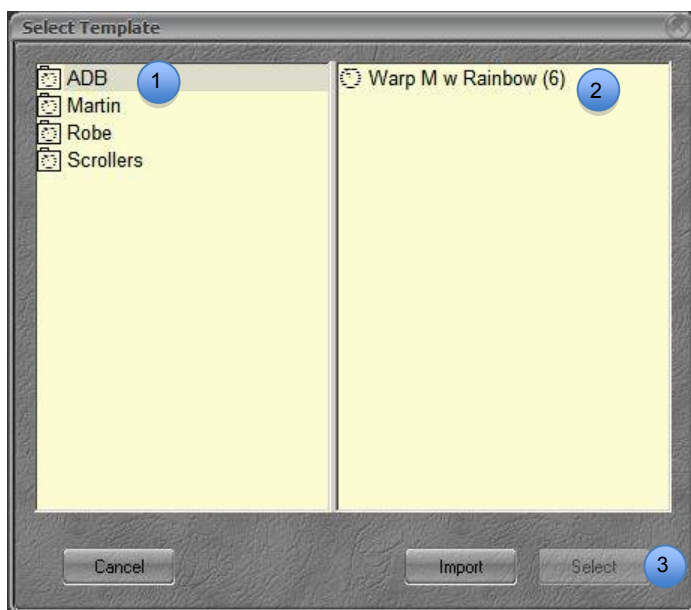 Select Template
ADB 1
Martin
Robe
Scrollers
Warp M w Rainbow (6) 2
Cancel
Import
Select 3